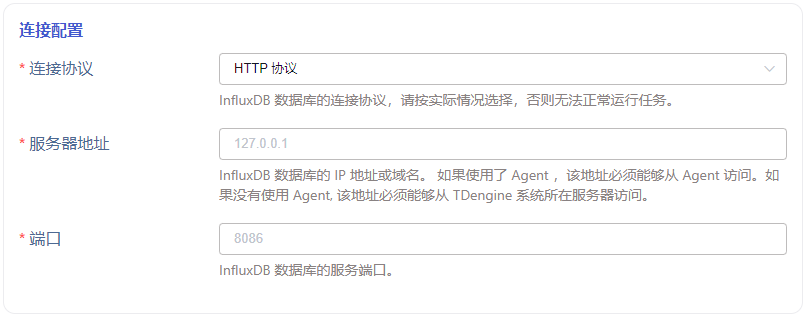 连接配置
* 连接协议
HTTP 协议
InfluxDB 数据库的连接协议，请按实际情况选择，否则无法正常运行任务。
* 服务器地址
127.0.0.1
InfluxDB 数据库的 IP 地址或域名。 如果使用了 Agent ，该地址必须能够从 Agent 访问。如
果没有使用 Agent, 该地址必须能够从 TDengine 系统所在服务器访问。
* 端口
8086
InfluxDB 数据库的服务端口。